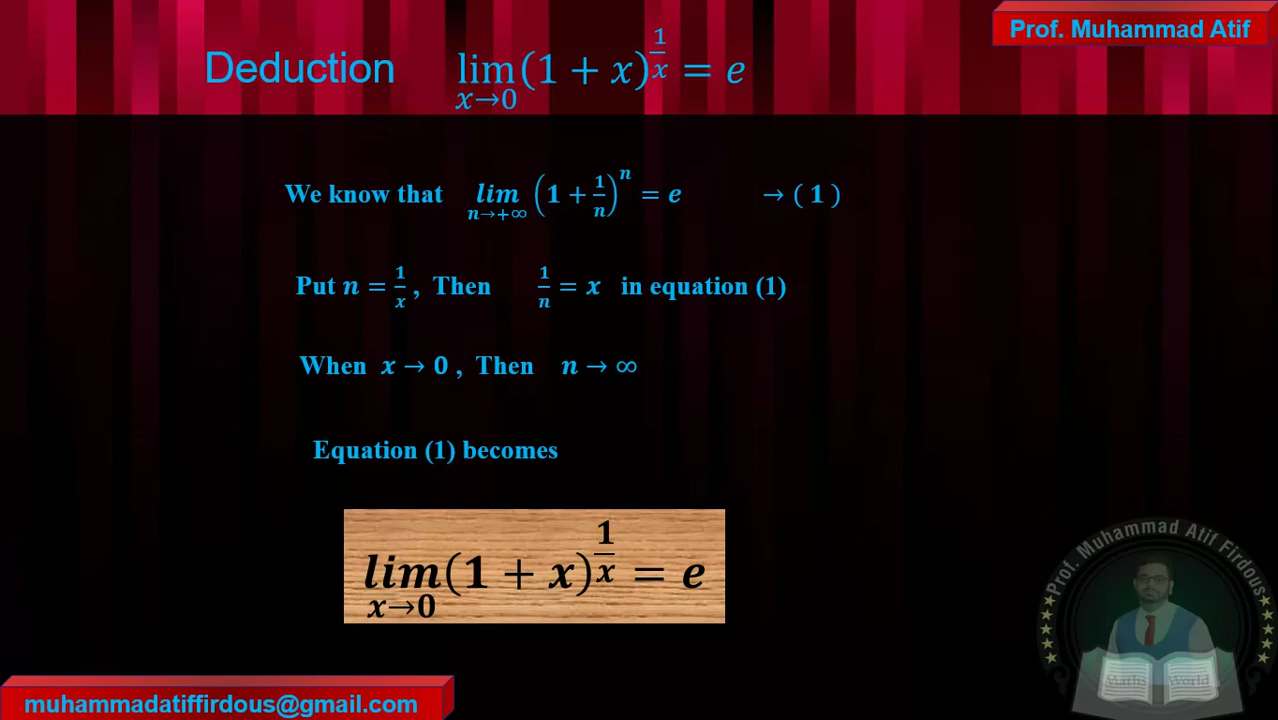 Prof. Muhammad Atif
Deduction lim x→0 (1 + x)^(1/x) = e
We know that lim n→+∞ (1 + 1/n)^n = e → ( 1 )
Put n = 1/x , Then 1/n = x in equation (1)
When x → 0 , Then n → ∞
Equation (1) becomes
lim x→0 (1 + x)^(1/x) = e
Prof. Muhammad Atif Firdous
Maths World
muhammadatiffirdous@gmail.com